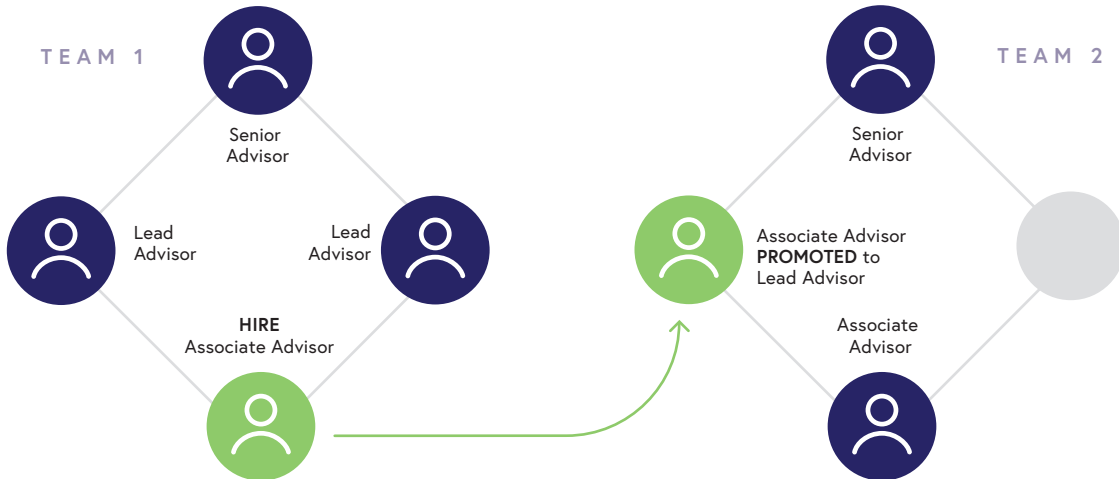 TEAM 1
Senior
Advisor
Lead
Advisor
Lead
Advisor
HIRE
Associate Advisor
TEAM 2
Senior
Advisor
Associate Advisor
PROMOTED to
Lead Advisor
Associate
Advisor